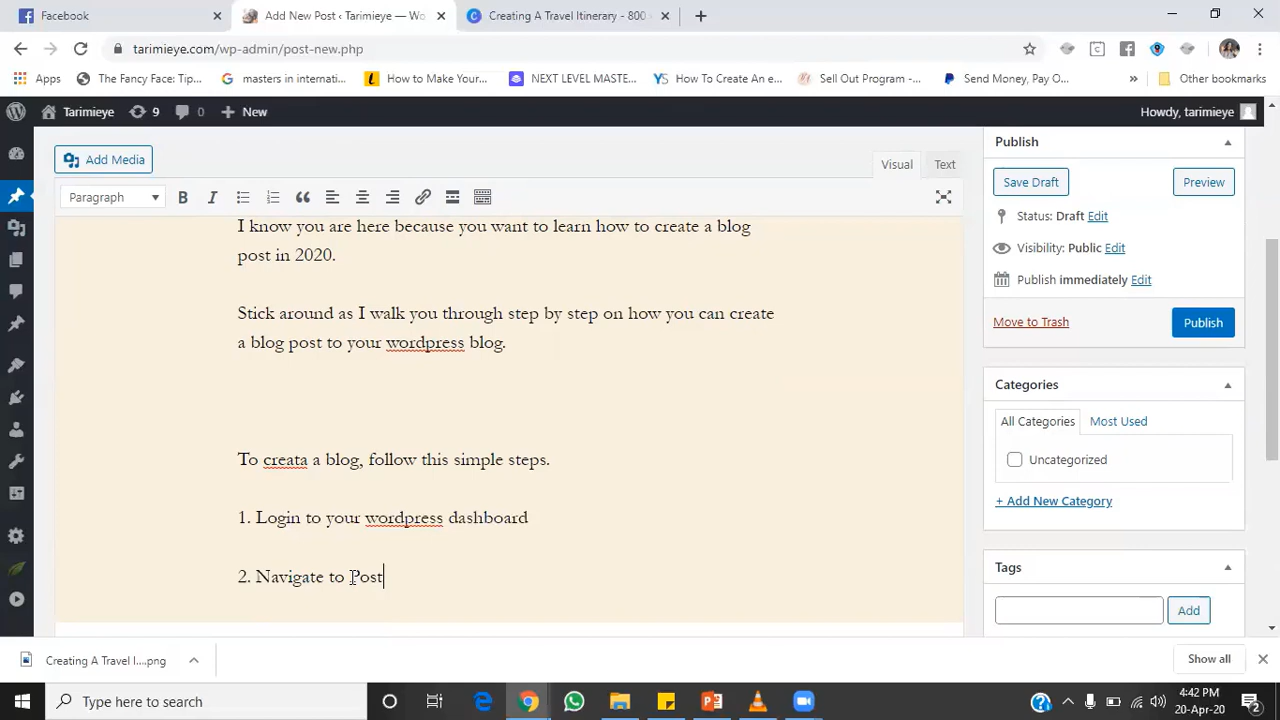 Facebook
Add New Post ‹ Tarimieye — Wo
Creating A Travel Itinerary - 800
tarimieye.com/wp-admin/post-new.php
Apps
The Fancy Face: Tip...
masters in internati...
How to Make Your...
NEXT LEVEL MASTE...
YS How To Create An e...
Sell Out Program -...
Send Money, Pay O...
»
Other bookmarks
Tarimieye
9
0
New
Howdy, tarimieye
Add Media
Visual
Text
Paragraph
I know you are here because you want to learn how to create a blog
post in 2020.
Stick around as I walk you through step by step on how you can create
a blog post to your wordpress blog.
To creata a blog, follow this simple steps.
1. Login to your wordpress dashboard
2. Navigate to Post
Publish
Save Draft
Preview
Status: Draft Edit
Visibility: Public Edit
Publish immediately Edit
Move to Trash
Publish
Categories
All Categories
Most Used
Uncategorized
+ Add New Category
Tags
Add
Creating A Travel I....png
Show all
Type here to search
4:42 PM
20-Apr-20
2